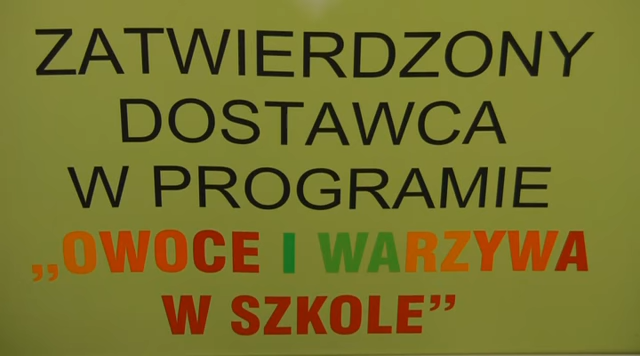 ZATWIERDZONY
DOSTAWCA
W PROGRAMIE
„OWOCE I WARZYWA
W SZKOLE”